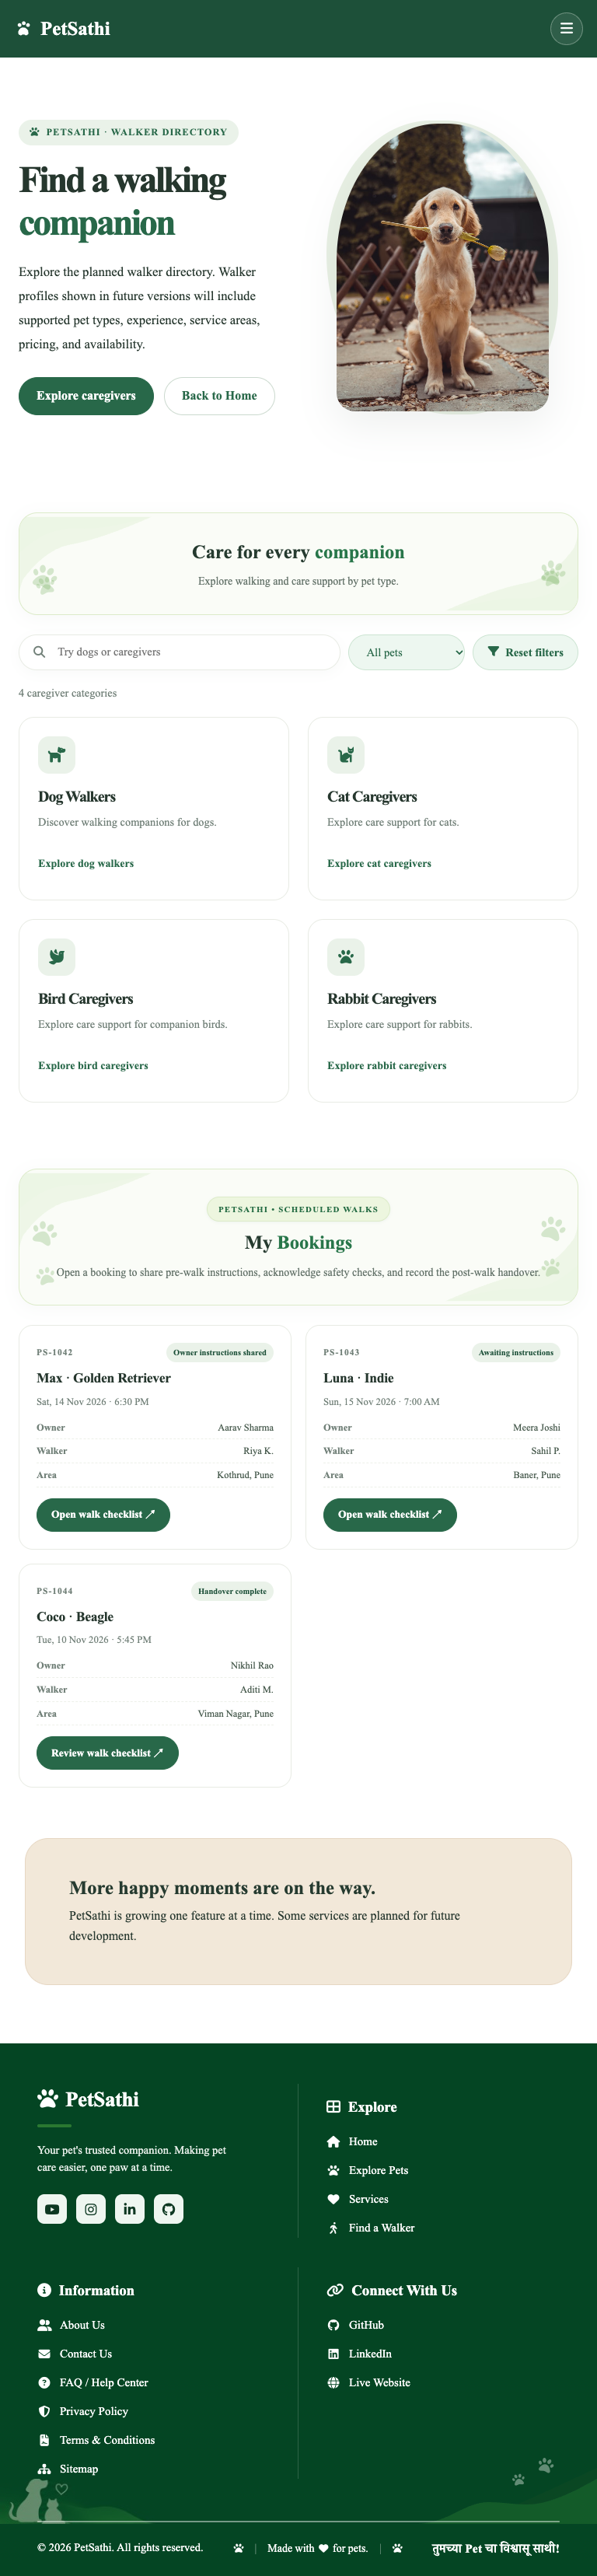 PetSathi
PETSATHI · WALKER DIRECTORY
Find a walking
companion
Explore the planned walker directory. Walker
profiles shown in future versions will include
supported pet types, experience, service areas,
pricing, and availability.
Explore caregivers
Back to Home
Care for every companion
Explore walking and care support by pet type.
Try dogs or caregivers
All pets
Reset filters
4 caregiver categories
Dog Walkers
Discover walking companions for dogs.
Explore dog walkers
Cat Caregivers
Explore care support for cats.
Explore cat caregivers
Bird Caregivers
Explore care support for companion birds.
Explore bird caregivers
Rabbit Caregivers
Explore care support for rabbits.
Explore rabbit caregivers
PETSATHI • SCHEDULED WALKS
My Bookings
Open a booking to share pre-walk instructions, acknowledge safety checks, and record the post-walk handover.
PS-1042
Owner instructions shared
Max · Golden Retriever
Sat, 14 Nov 2026 · 6:30 PM
Owner Aarav Sharma
Walker Riya K.
Area Kothrud, Pune
Open walk checklist ↗
PS-1043
Awaiting instructions
Luna · Indie
Sun, 15 Nov 2026 · 7:00 AM
Owner Meera Joshi
Walker Sahil P.
Area Baner, Pune
Open walk checklist ↗
PS-1044
Handover complete
Coco · Beagle
Tue, 10 Nov 2026 · 5:45 PM
Owner Nikhil Rao
Walker Aditi M.
Area Viman Nagar, Pune
Review walk checklist ↗
More happy moments are on the way.
PetSathi is growing one feature at a time. Some services are planned for future
development.
PetSathi
Your pet's trusted companion. Making pet
care easier, one paw at a time.
Explore
Home
Explore Pets
Services
Find a Walker
Information
About Us
Contact Us
FAQ / Help Center
Privacy Policy
Terms & Conditions
Sitemap
Connect With Us
GitHub
LinkedIn
Live Website
© 2026 PetSathi. All rights reserved.
| Made with ♥ for pets. |
तुमच्या Pet चा विश्वासू साथी!